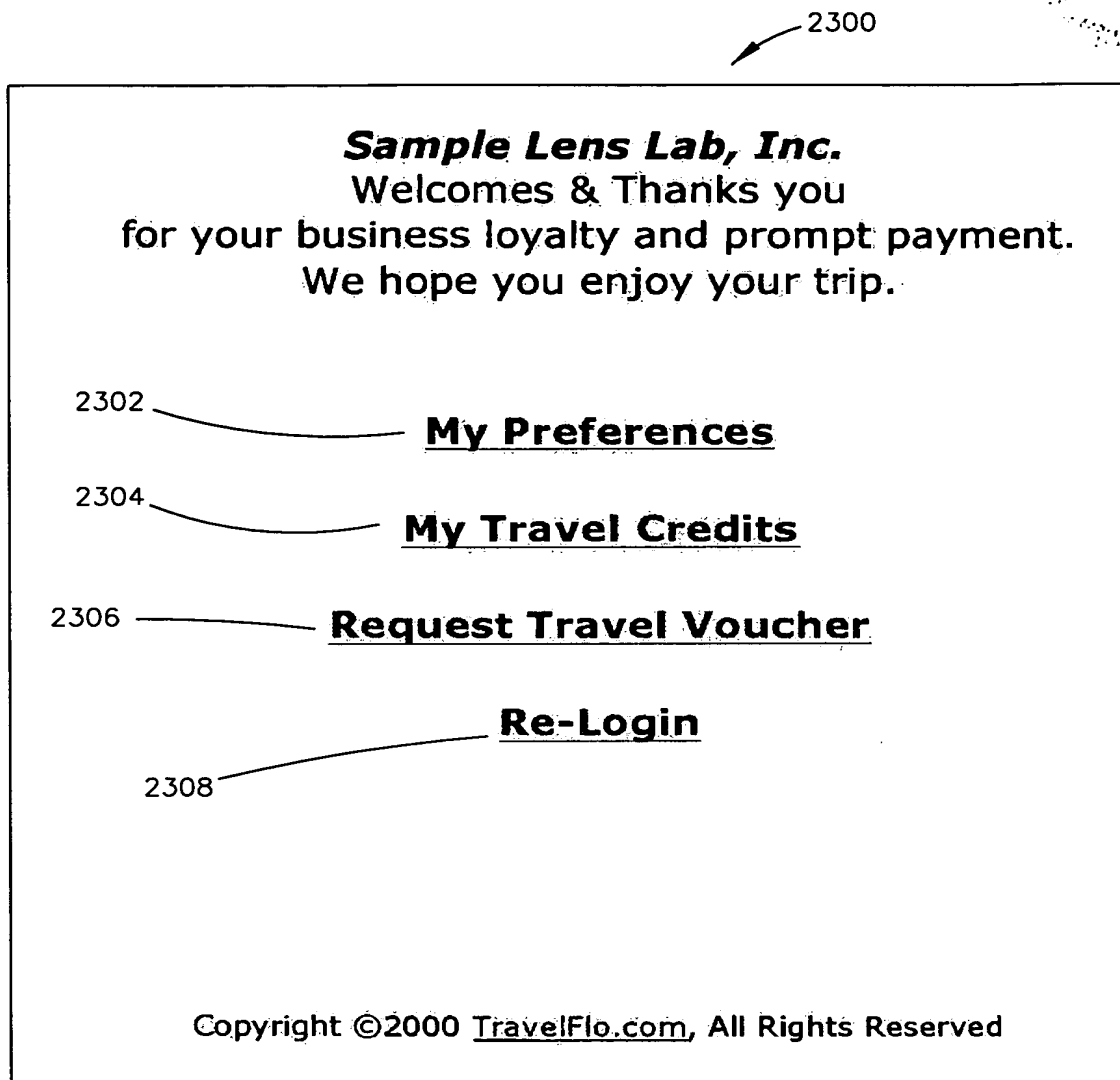 2300
Sample Lens Lab, Inc.
Welcomes & Thanks you
for your business loyalty and prompt payment.
We hope you enjoy your trip.
2302
My Preferences
2304
My Travel Credits
2306
Request Travel Voucher
Re-Login
2308
Copyright ©2000 TravelFlo.com, All Rights Reserved